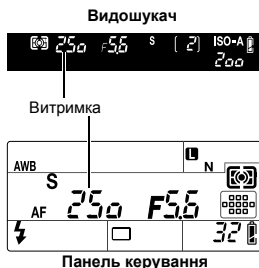 Видошукач
250 F5.6 S [ 2] ISO-A
200
Витримка
AWB L N
S
AF 250 F5.6
32
Панель керування